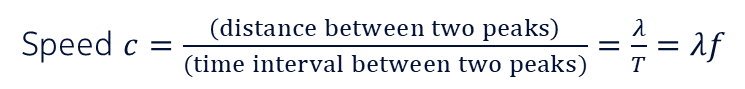 Speed c = (distance between two peaks) / (time interval between two peaks) = λ/T = λf